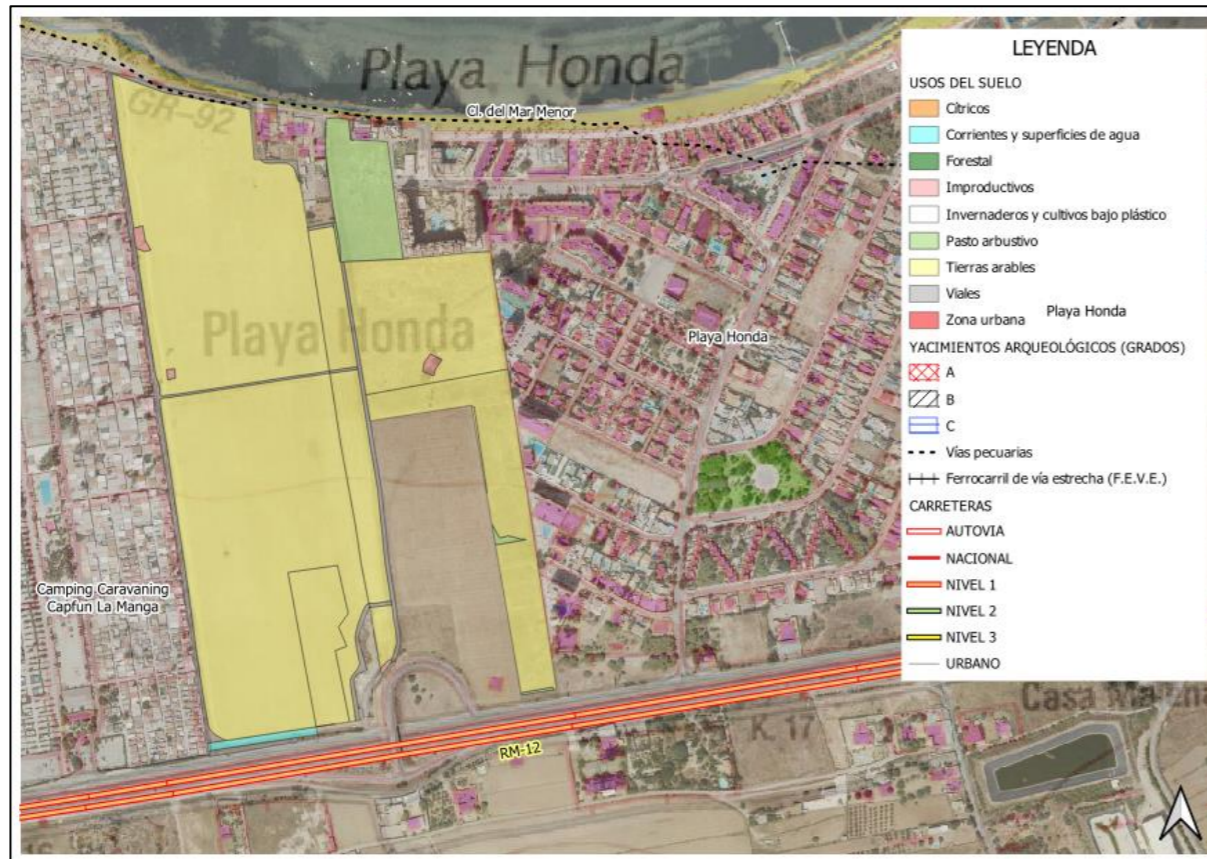 Playa Honda
GR-92
Cl. del Mar Menor
Playa Honda
Playa Honda
Camping Caravaning
Capfun La Manga
RM-12
K. 17
LEYENDA
USOS DEL SUELO
Cítricos
Corrientes y superficies de agua
Forestal
Improductivos
Invernaderos y cultivos bajo plástico
Pasto arbustivo
Tierras arables
Viales
Zona urbana
Playa Honda
YACIMIENTOS ARQUEOLÓGICOS (GRADOS)
A
B
C
Vías pecuarias
Ferrocarril de vía estrecha (F.E.V.E.)
CARRETERAS
AUTOVIA
NACIONAL
NIVEL 1
NIVEL 2
NIVEL 3
URBANO
Casa